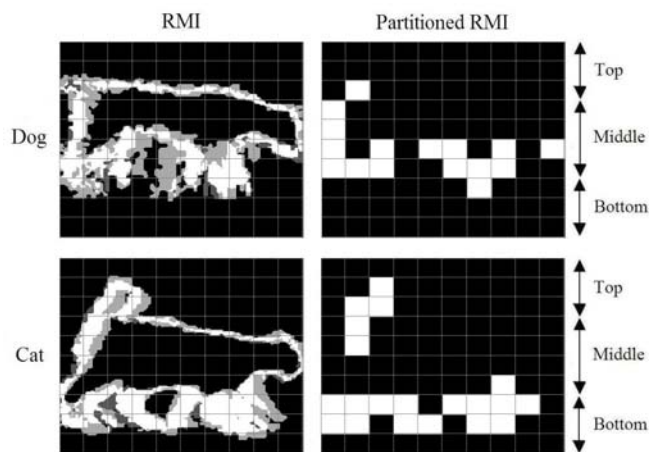 RMI Partitioned RMI
Dog
Top
Middle
Bottom
Cat
Top
Middle
Bottom